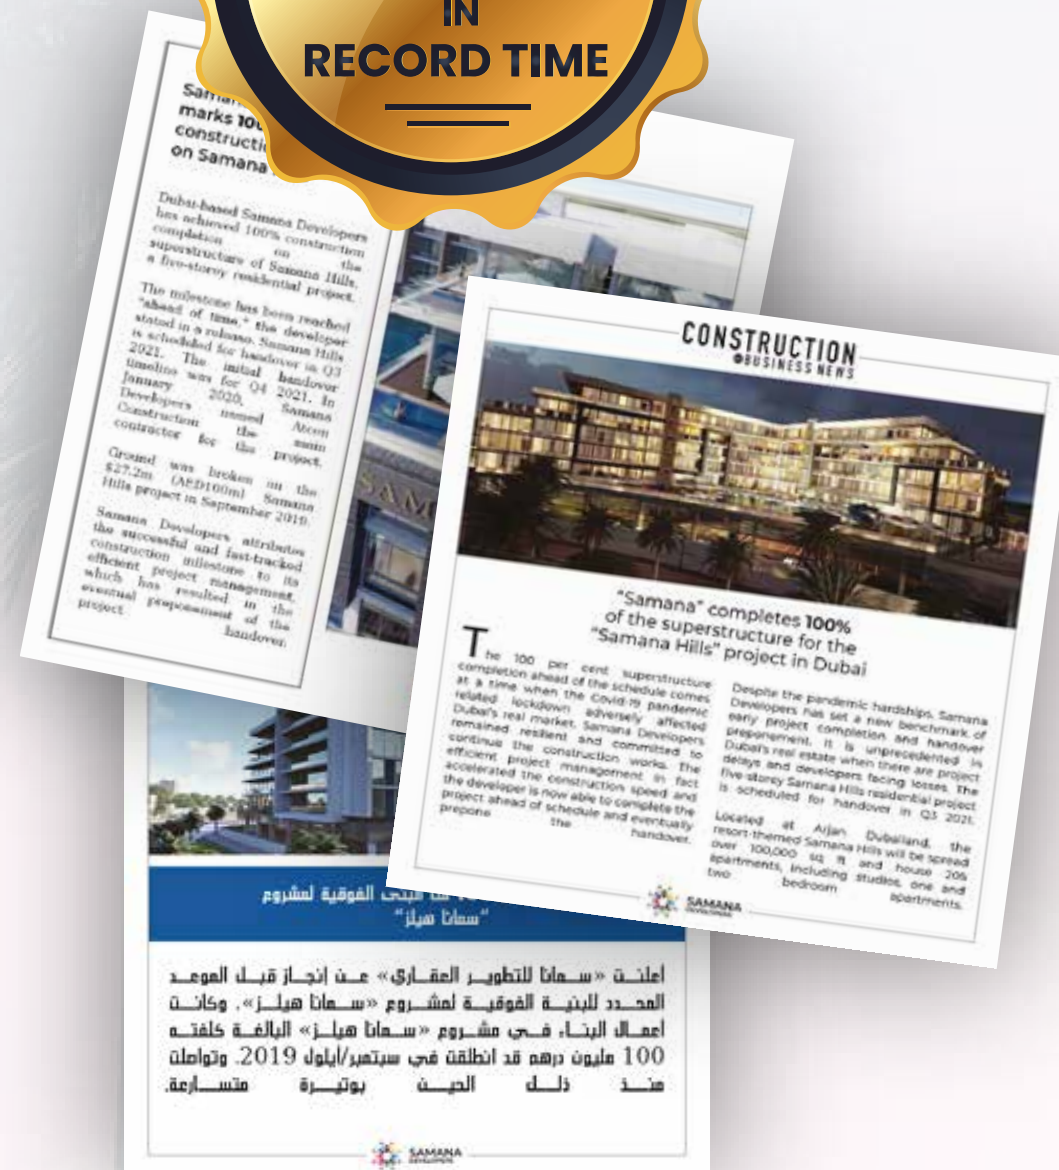 IN
RECORD TIME
marks
on Samana
Dubai-based Samana Developers
has achieved 100% construction
completion on the
superstructure of Samana Hills,
a five-storey residential project.
The milestone has been reached
"ahead of time," the developer
stated in a release. Samana Hills
is scheduled for handover in Q3
2021. The initial handover
timeline was for Q4 2021. In
January 2020, Samana
Developers named Atcon
Construction the main
contractor for the project.
Ground was broken on the
$27.2m (AED100m) Samana
Hills project in September 2019.
Samana Developers attributes
the successful and fast-tracked
construction milestone to its
efficient project management,
which has resulted in the
eventual preponement of the
project handover.
SAM
CONSTRUCTION
BUSINESS NEWS
"Samana" completes 100%
of the superstructure for the
"Samana Hills" project in Dubai
The 100 per cent superstructure
completion ahead of the schedule comes
at a time when the Covid-19 pandemic
related lockdown adversely affected
Dubai's real market. Samana Developers
remained resilient and committed to
continue the construction works. The
efficient project management in fact
accelerated the construction speed and
the developer is now able to complete the
project ahead of schedule and eventually
prepone the handover.
Despite the pandemic hardships, Samana
Developers has set a new benchmark of
early project completion and handover
preponement. It is unprecedented in
Dubai's real estate when there are project
delays and developers facing losses. The
five-storey Samana Hills residential project
is scheduled for handover in Q3 2021.
Located at Arjan Dubailand, the
resort-themed Samana Hills will be spread
over 100,000 sq ft and house 206
apartments, including studios, one and
two bedroom apartments.
SAMANA
DEVELOPERS
الفوقية لمشروع
"سمانا هيلز"
أعلنت «سمانا للتطوير العقاري» عن إنجاز قبل الموعد
المحدد للبنية الفوقية لمشروع «سمانا هيلز». وكانت
أعمال البناء في مشروع «سمانا هيلز» البالغة كلفته
100 مليون درهم قد انطلقت في سبتمبر/أيلول 2019. وتواصلت
منذ ذلك الحين بوتيرة متسارعة.
SAMANA
DEVELOPERS